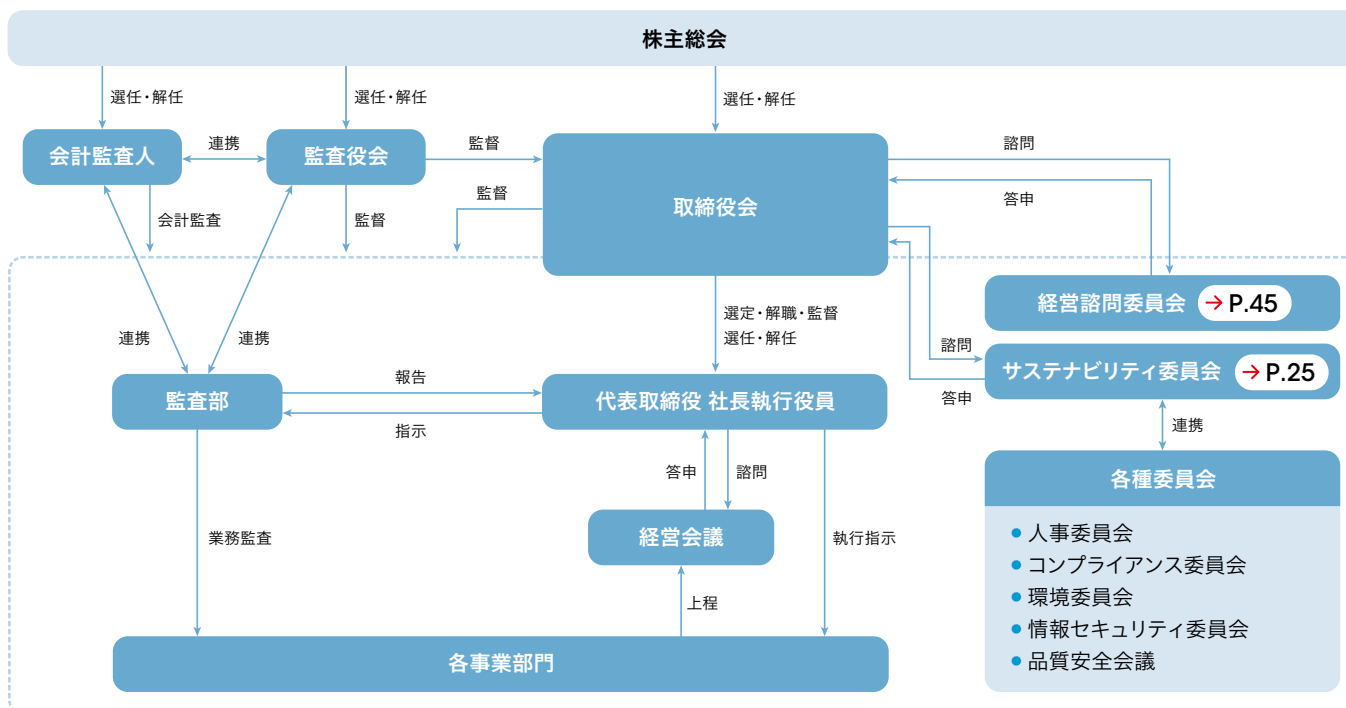 株主総会
選任・解任
選任・解任
選任・解任
会計監査人
連携
監査役会
監督
取締役会
諮問
答申
会計監査
監督
監督
経営諮問委員会 → P.45
選定・解職・監督
選任・解任
連携
連携
諮問
サステナビリティ委員会 → P.25
答申
監査部
報告
指示
代表取締役 社長執行役員
連携
答申
諮問
各種委員会
業務監査
経営会議
執行指示
● 人事委員会
● コンプライアンス委員会
● 環境委員会
● 情報セキュリティ委員会
● 品質安全会議
上程
各事業部門